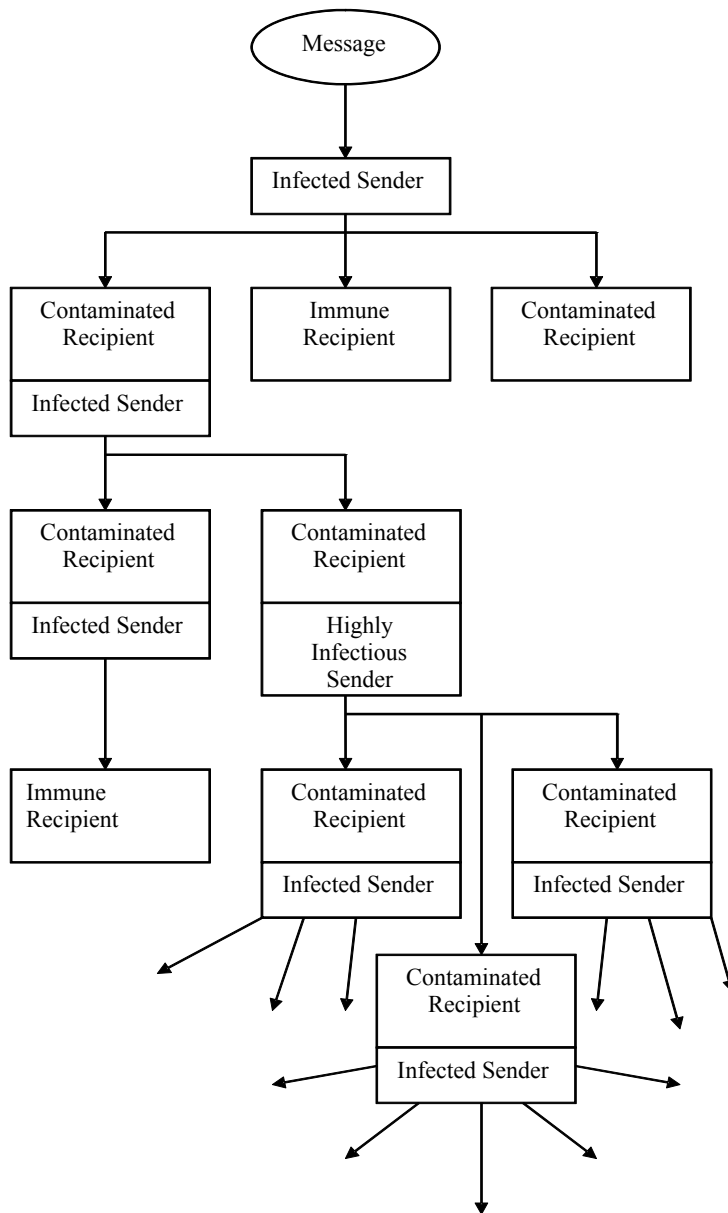 Message
Infected Sender
Contaminated
Recipient
Infected Sender
Immune
Recipient
Contaminated
Recipient
Contaminated
Recipient
Infected Sender
Contaminated
Recipient
Highly
Infectious
Sender
Immune
Recipient
Contaminated
Recipient
Infected Sender
Contaminated
Recipient
Infected Sender
Contaminated
Recipient
Infected Sender